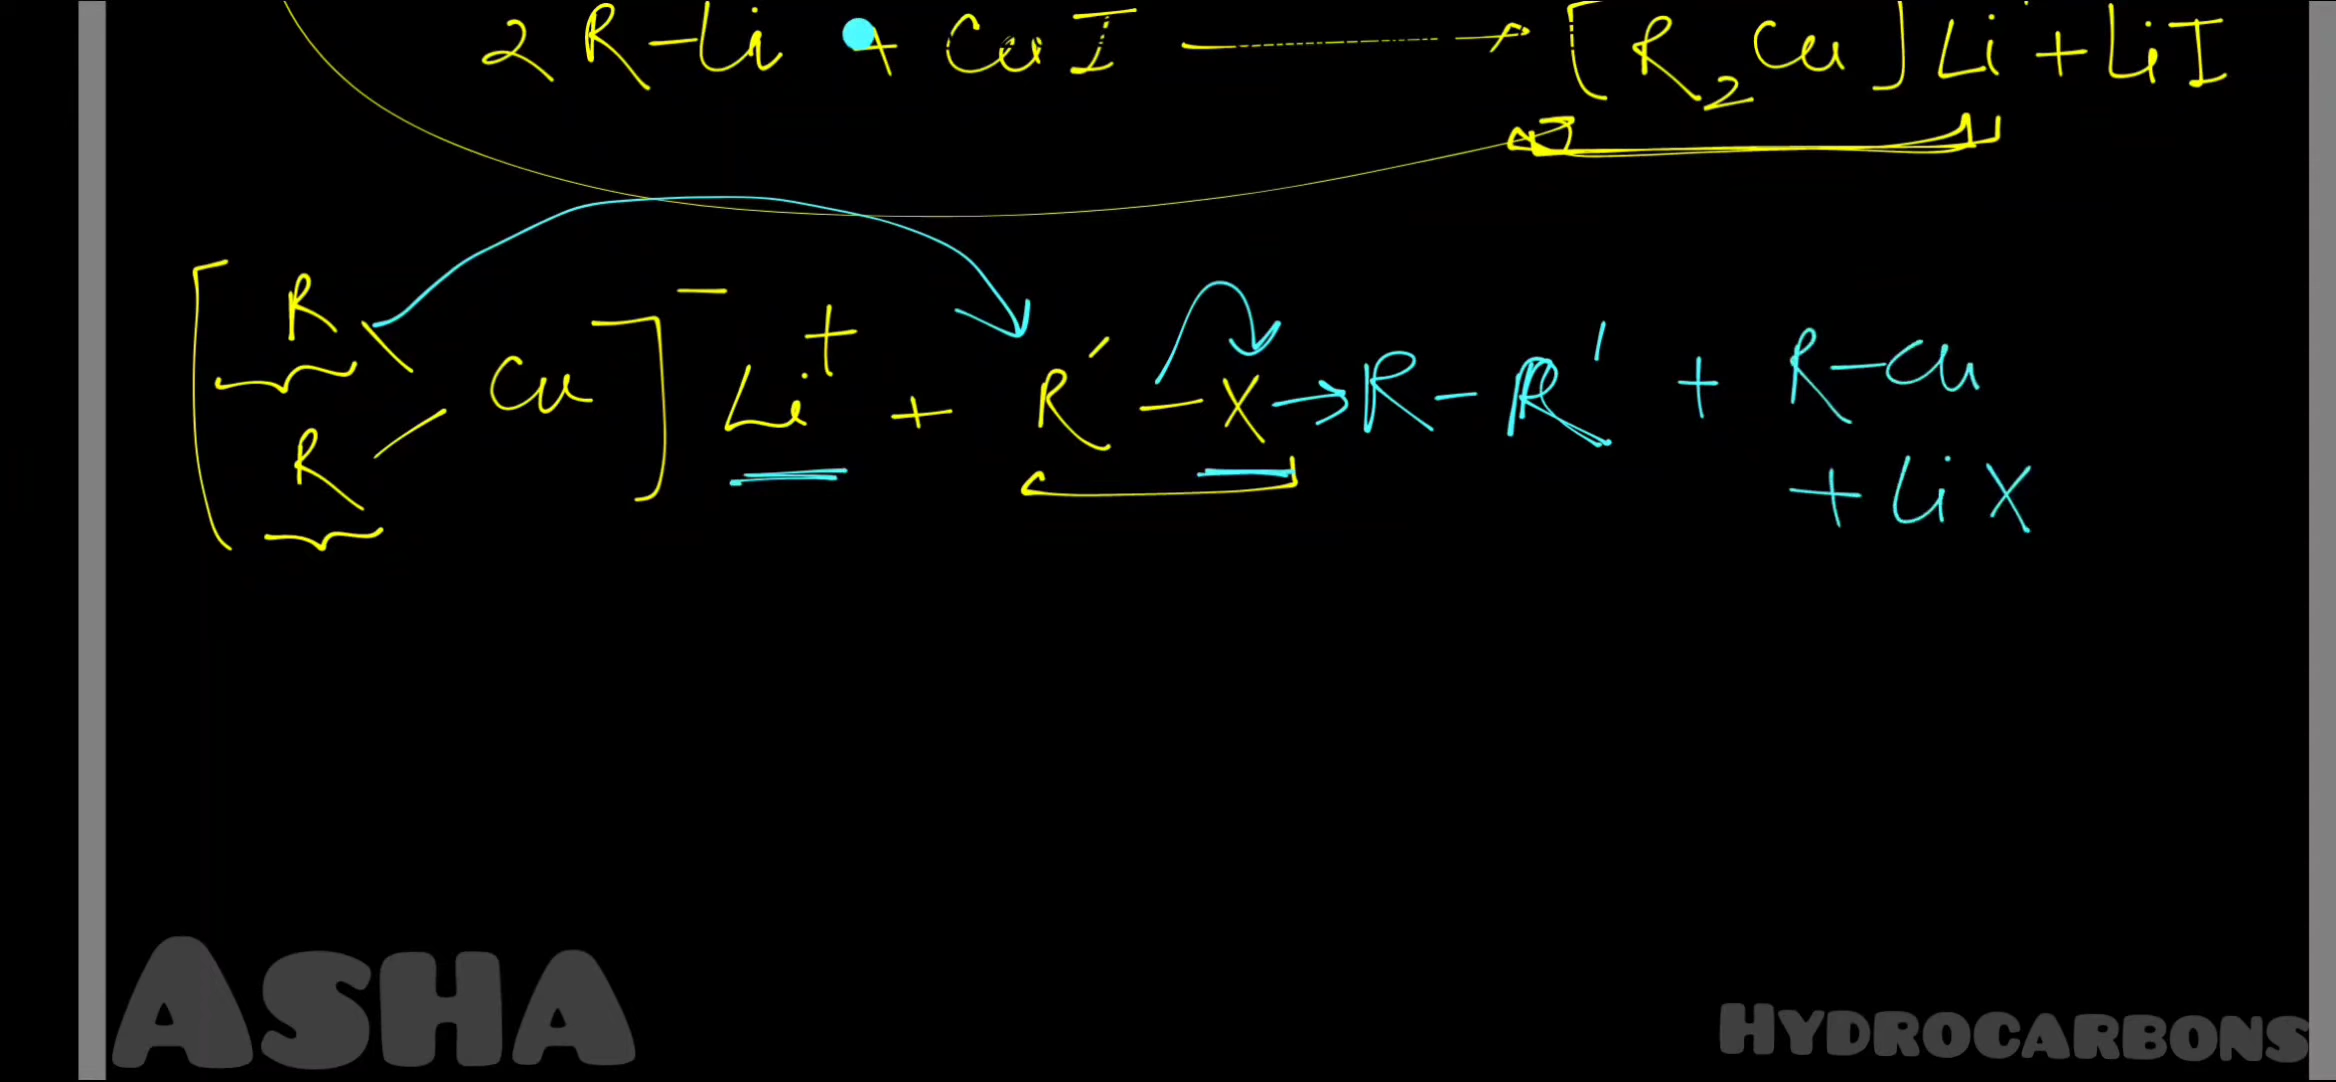 2 R-Li + CuI → [R₂Cu]Li + LiI
[R R Cu]⁻ Li⁺ + R′-X → R-R′ + R-Cu
+ LiX
ASHA
HYDROCARBONS